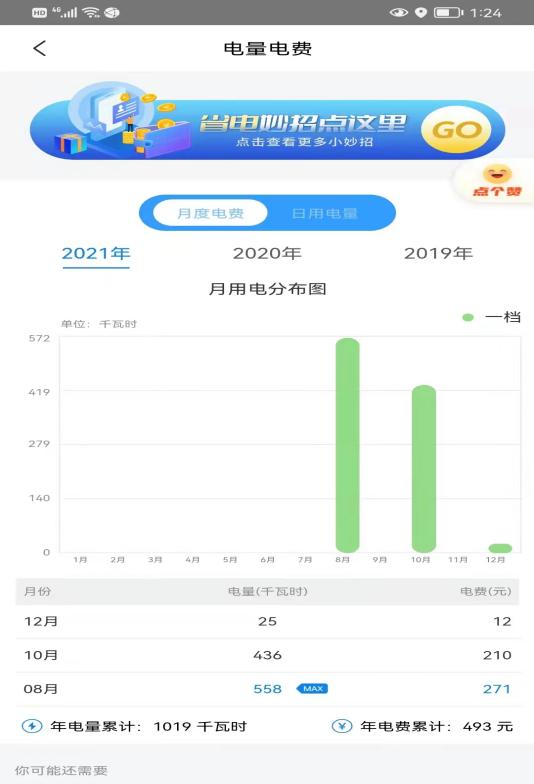 HD 4G 1:24
电量电费
省电妙招点这里
点击查看更多小妙招
GO
点个赞
月度电费 日用电量
2021年 2020年 2019年
月用电分布图
单位：千瓦时 一档
572
419
279
140
0
1月 2月 3月 4月 5月 6月 7月 8月 9月 10月 11月 12月
月份 电量(千瓦时) 电费(元)
12月 25 12
10月 436 210
08月 558 MAX 271
年电量累计：1019 千瓦时 年电费累计：493 元
你可能还需要